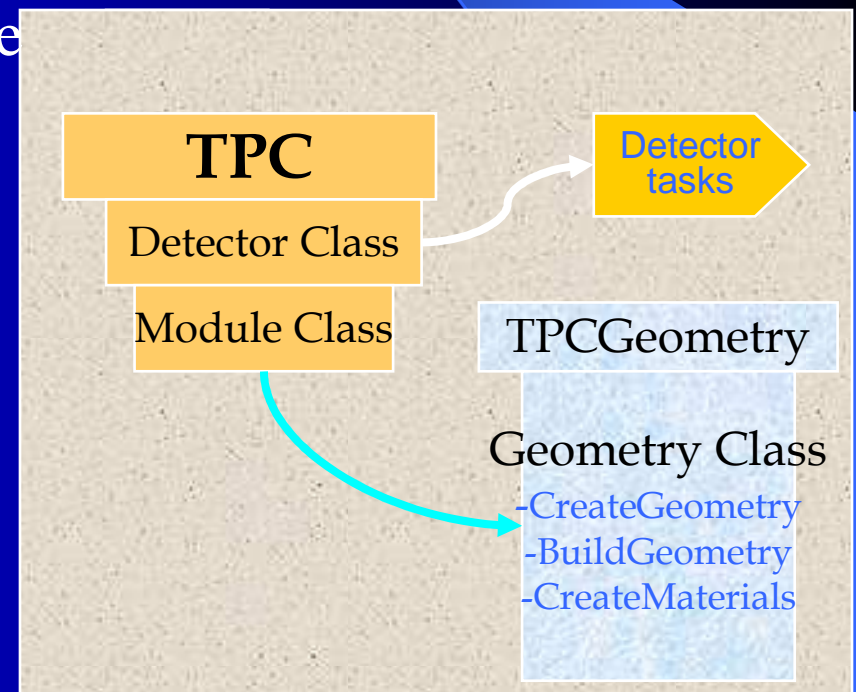 e
TPC
Detector Class
Module Class
Detector
tasks
TPCGeometry
Geometry Class
-CreateGeometry
-BuildGeometry
-CreateMaterials